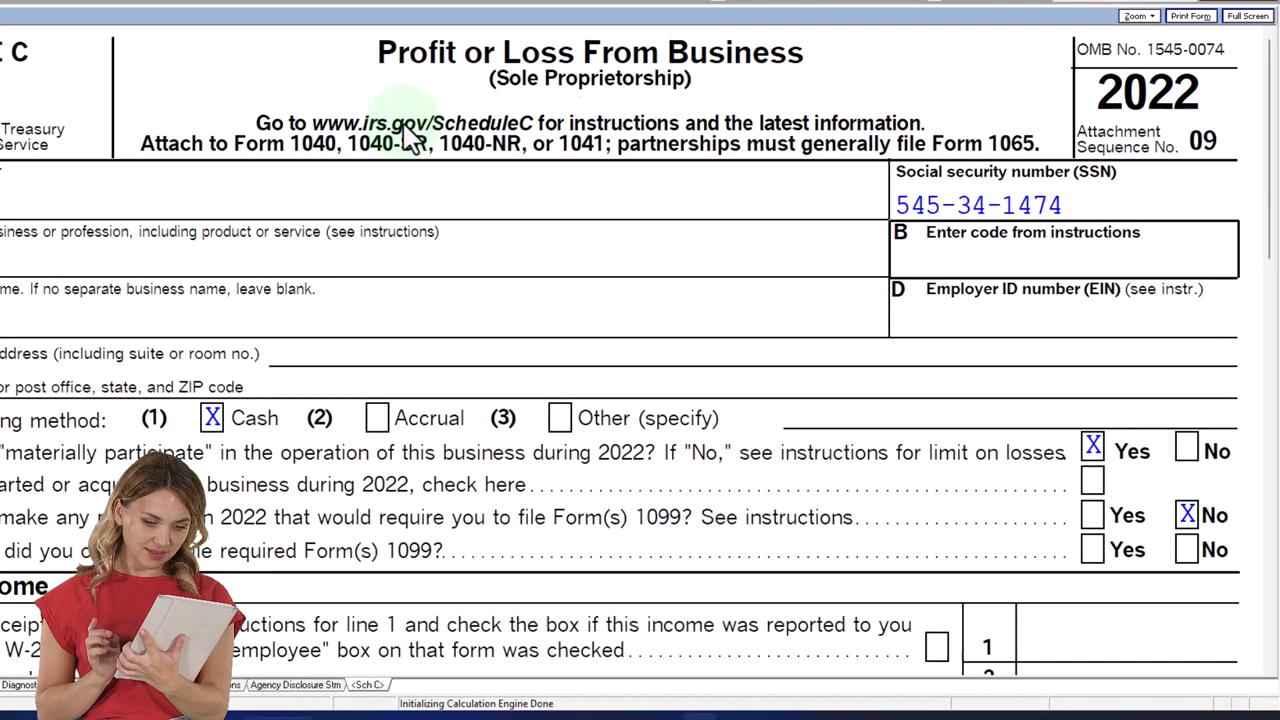 Zoom Print Form Full Screen
E C
Profit or Loss From Business
OMB No. 1545-0074
(Sole Proprietorship)
2022
Go to www.irs.gov/ScheduleC for instructions and the latest information.
Treasury
Attachment
Service
Attach to Form 1040, 1040-SR, 1040-NR, or 1041; partnerships must generally file Form 1065.
Sequence No. 09
Social security number (SSN)
545-34-1474
siness or profession, including product or service (see instructions)
B Enter code from instructions
me. If no separate business name, leave blank.
D Employer ID number (EIN) (see instr.)
address (including suite or room no.)
or post office, state, and ZIP code
ng method: (1) X Cash (2) Accrual (3) Other (specify)
"materially participate" in the operation of this business during 2022? If "No," see instructions for limit on losses X Yes No
arted or acq business during 2022, check here
make any n 2022 that would require you to file Form(s) 1099? See instructions Yes X No
did you le required Form(s) 1099? Yes No
ome
ceip uctions for line 1 and check the box if this income was reported to you
W-2 employee" box on that form was checked 1
Diagnost ons Agency Disclosure Stm <Sch C>
Initializing Calculation Engine Done